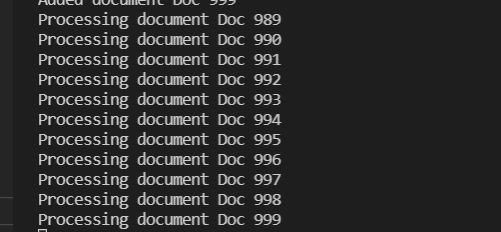 Added document Doc 999
Processing document Doc 989
Processing document Doc 990
Processing document Doc 991
Processing document Doc 992
Processing document Doc 993
Processing document Doc 994
Processing document Doc 995
Processing document Doc 996
Processing document Doc 997
Processing document Doc 998
Processing document Doc 999